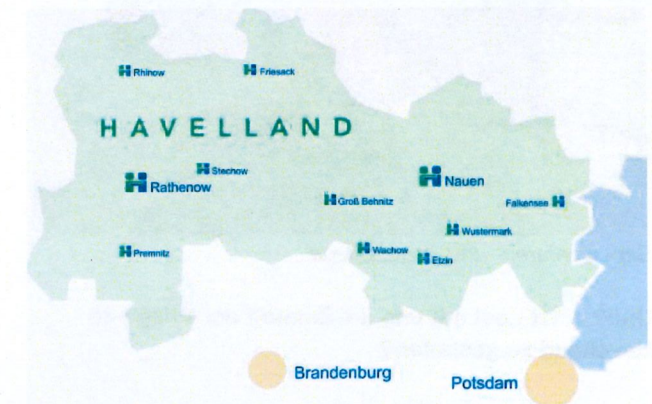 Rhinow
Friesack
HAVELLAND
Stechow
Rathenow
Nauen
Groß Behnitz
Falkensee
Wustermark
Premnitz
Wachow
Etzin
Brandenburg
Potsdam